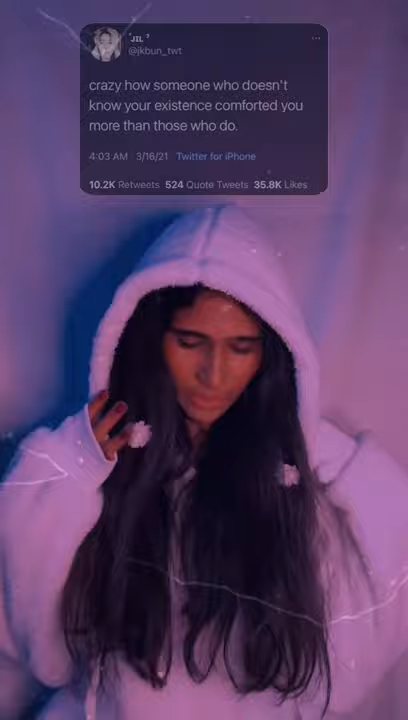 @jkbun_twt
crazy how someone who doesn't
know your existence comforted you
more than those who do.
4:03 AM 3/16/21 Twitter for iPhone
10.2K Retweets 524 Quote Tweets 35.8K Likes